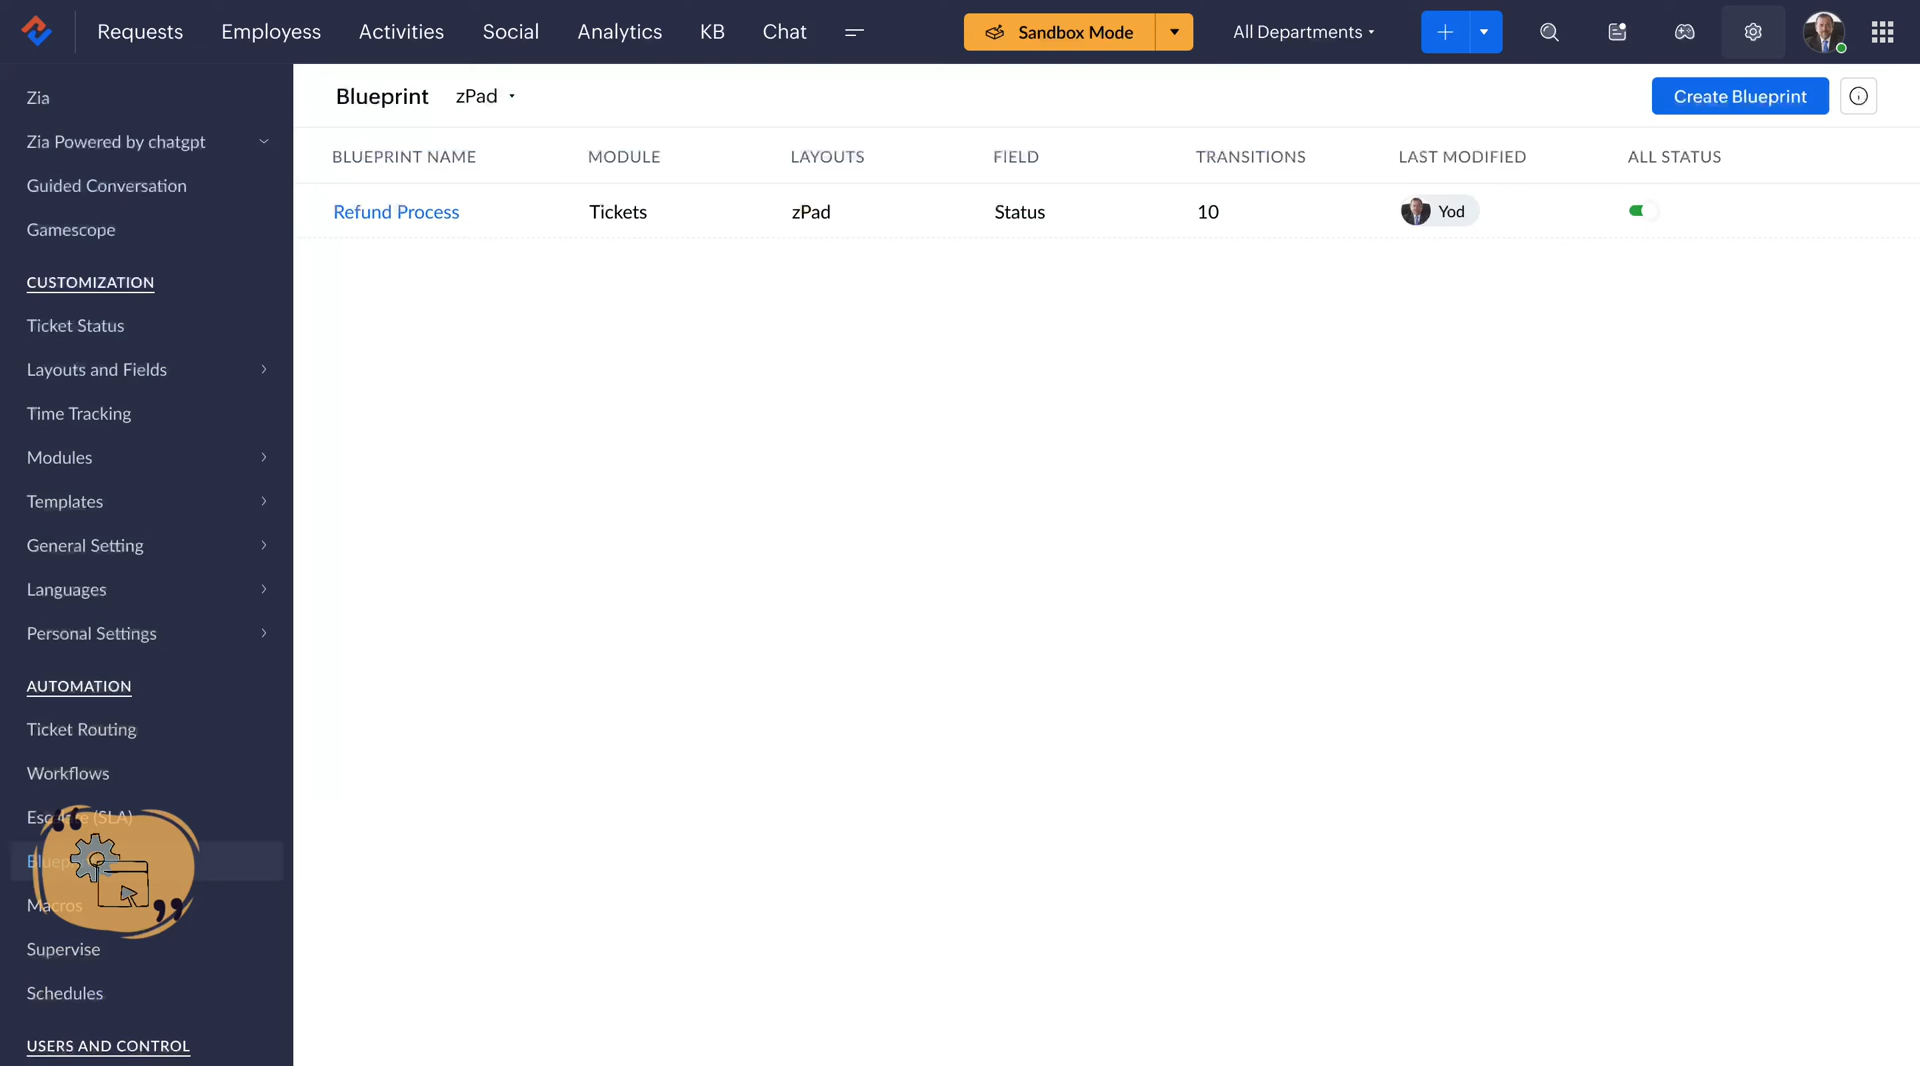 Requests Employess Activities Social Analytics KB Chat Sandbox Mode All Departments
Zia
Zia Powered by chatgpt
Guided Conversation
Gamescope
CUSTOMIZATION
Ticket Status
Layouts and Fields
Time Tracking
Modules
Templates
General Setting
Languages
Personal Settings
AUTOMATION
Ticket Routing
Workflows
(SLA)
Macros
Supervise
Schedules
USERS AND CONTROL
Blueprint zPad Create Blueprint
BLUEPRINT NAME MODULE LAYOUTS FIELD TRANSITIONS LAST MODIFIED ALL STATUS
Refund Process Tickets zPad Status 10 Yod